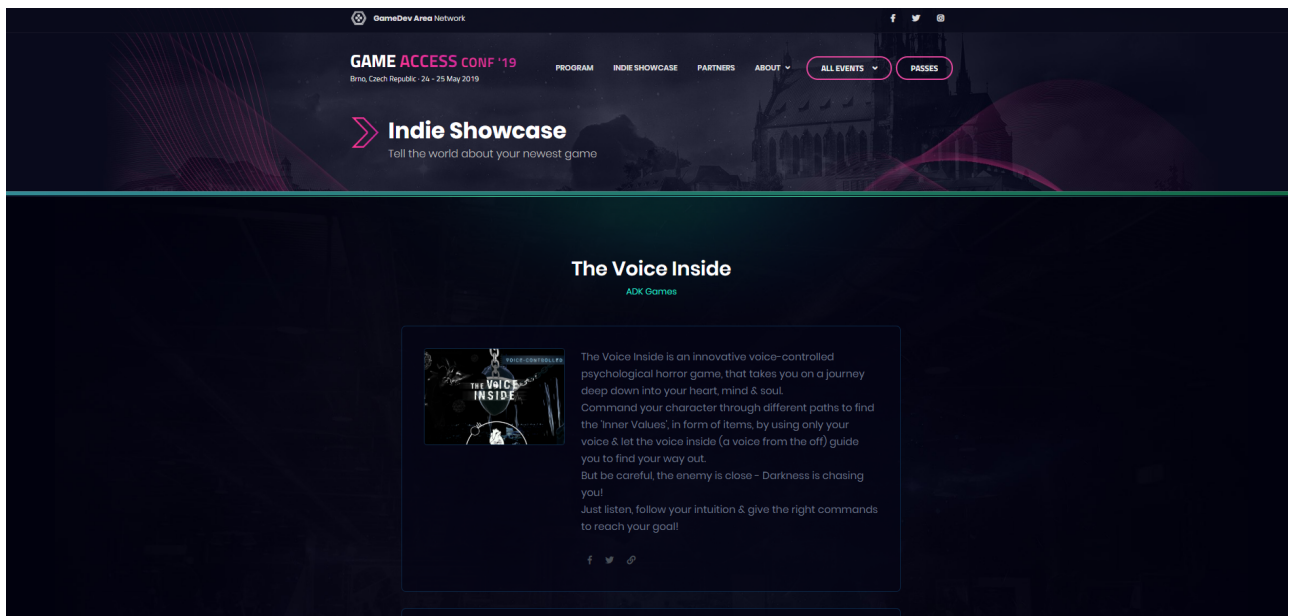 GameDev Area Network
GAME ACCESS CONF '19
Brno, Czech Republic · 24 - 25 May 2019
PROGRAM
INDIE SHOWCASE
PARTNERS
ABOUT
ALL EVENTS
PASSES
Indie Showcase
Tell the world about your newest game
The Voice Inside
ADK Games
VOICE-CONTROLLED
THE VOICE
INSIDE
The Voice Inside is an innovative voice-controlled
psychological horror game, that takes you on a journey
deep down into your heart, mind & soul.
Command your character through different paths to find
the 'Inner Values', in form of items, by using only your
voice & let the voice inside (a voice from the off) guide
you to find your way out.
But be careful, the enemy is close - Darkness is chasing
you!
Just listen, follow your intuition & give the right commands
to reach your goal!